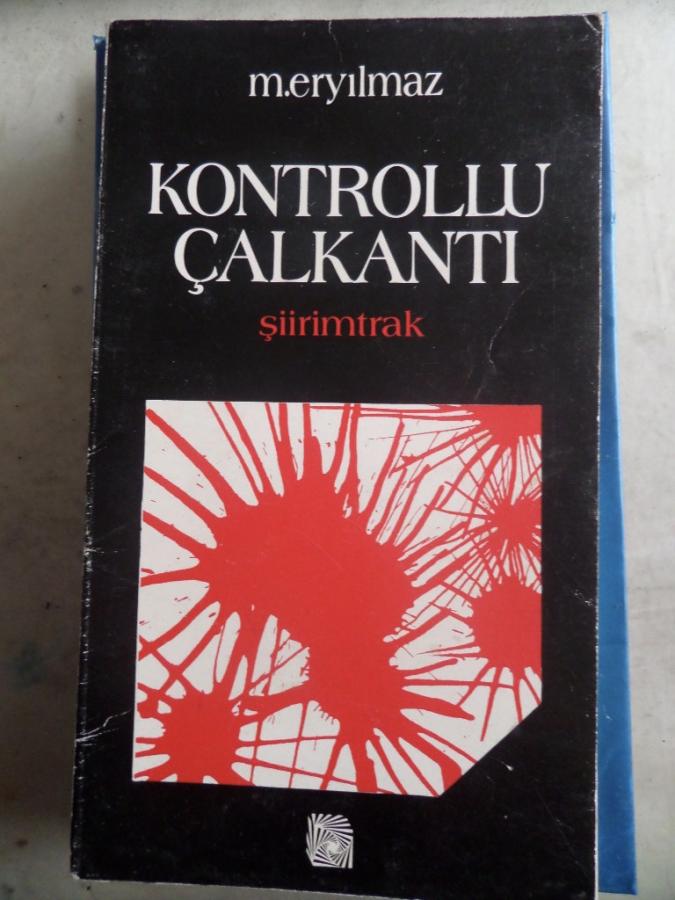 m.eryılmaz
KONTROLLU
ÇALKANTI
şiirimtrak